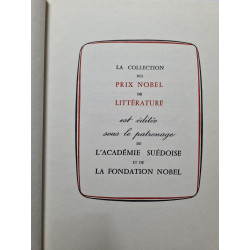 LA COLLECTION
DES
PRIX NOBEL
DE
LITTÉRATURE
est éditée
sous le patronage
DE
L'ACADÉMIE SUÉDOISE
ET DE
LA FONDATION NOBEL